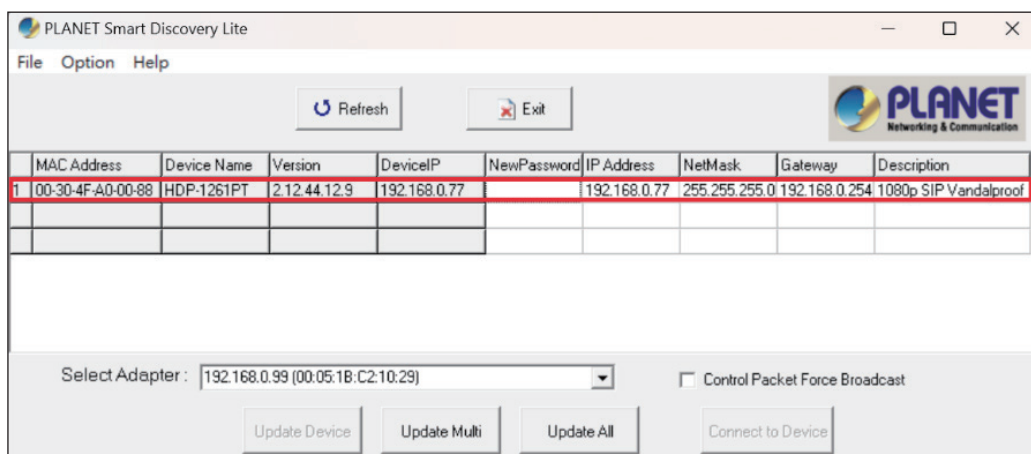 PLANET Smart Discovery Lite
File Option Help
Refresh Exit
PLANET
Networking & Communication
MAC Address Device Name Version DeviceIP NewPassword IP Address NetMask Gateway Description
1 00-30-4F-A0-00-88 HDP-1261PT 2.12.44.12.9 192.168.0.77 192.168.0.77 255.255.255.0 192.168.0.254 1080p SIP Vandalproof
Select Adapter : 192.168.0.99 (00:05:1B:C2:10:29) Control Packet Force Broadcast
Update Device Update Multi Update All Connect to Device